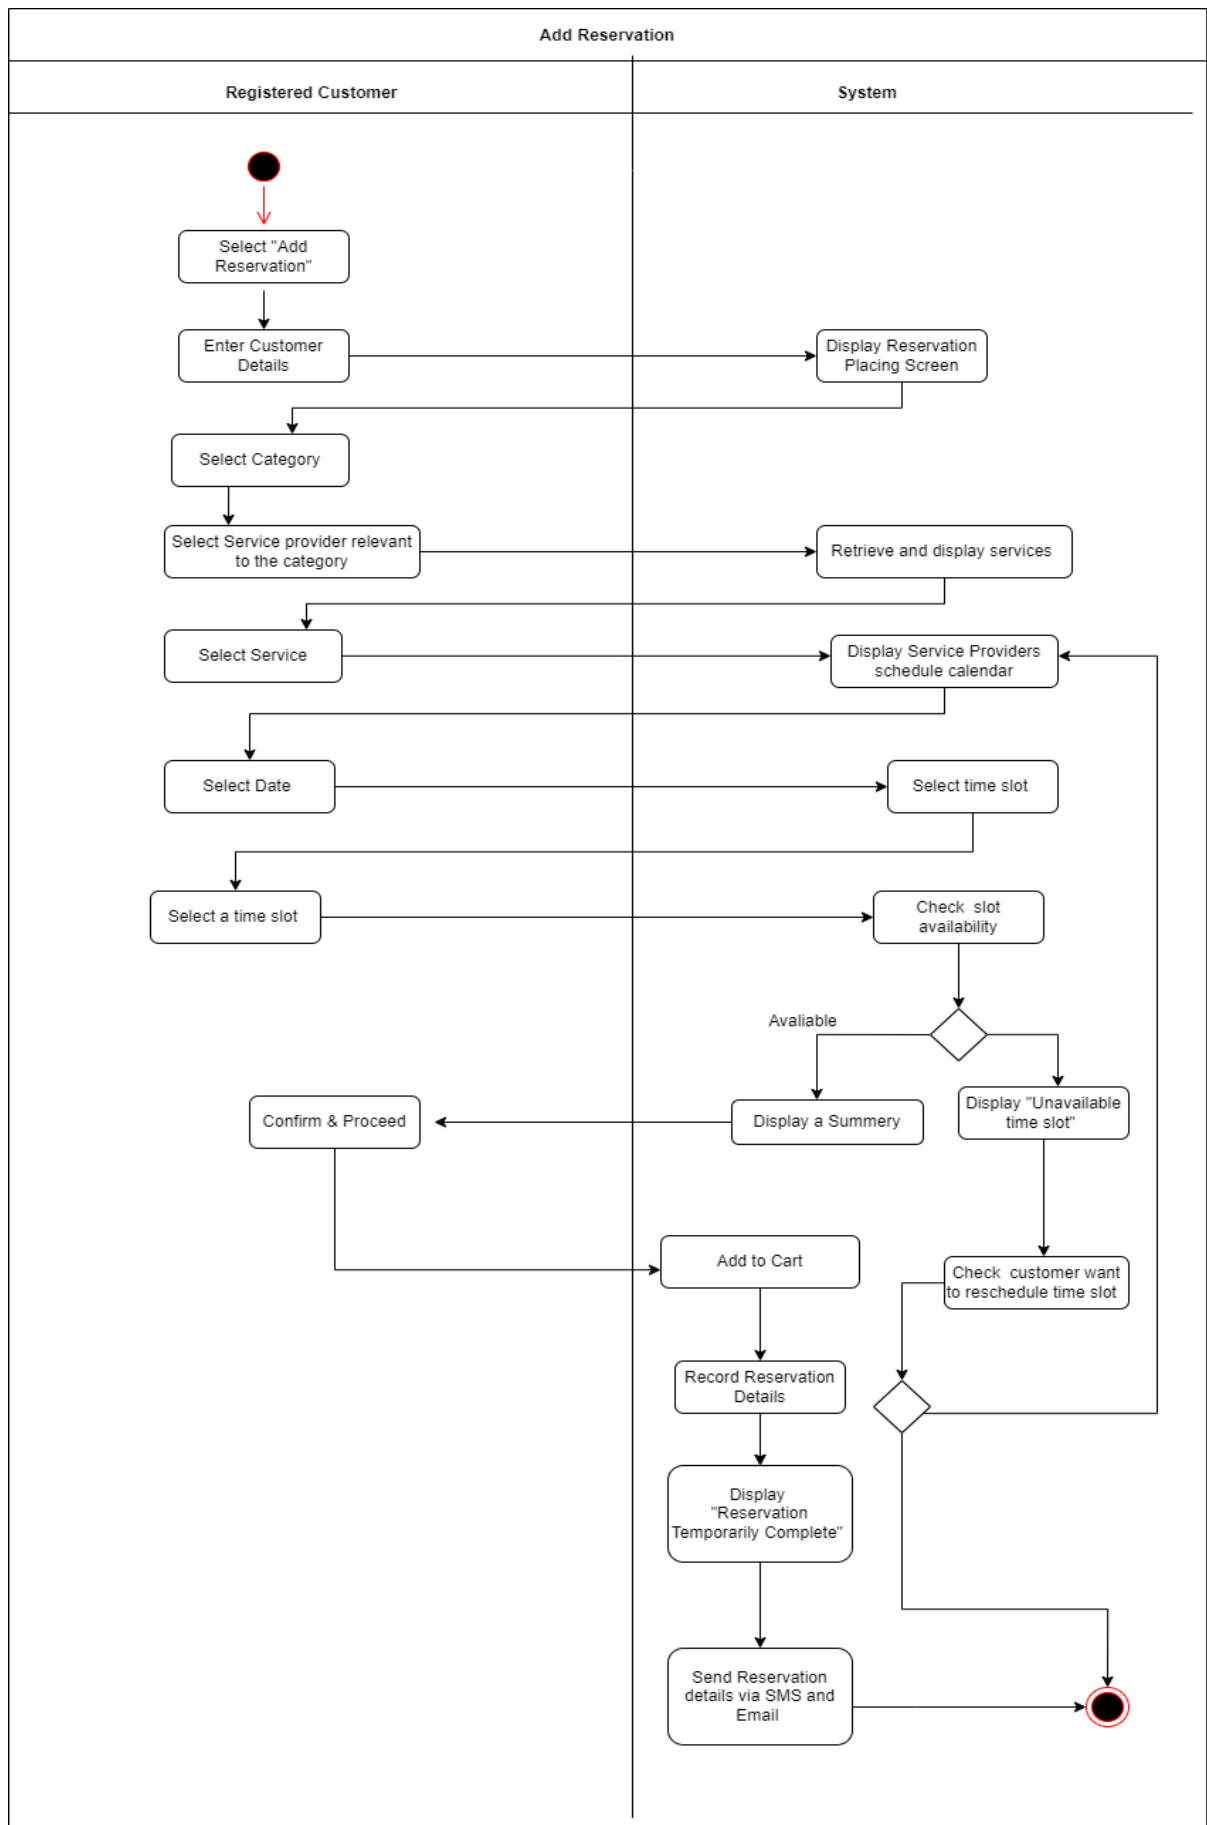 Add Reservation
Registered Customer
System
Select "Add
Reservation"
Enter Customer
Details
Display Reservation
Placing Screen
Select Category
Select Service provider relevant
to the category
Retrieve and display services
Select Service
Display Service Providers
schedule calendar
Select Date
Select time slot
Select a time slot
Check  slot
availability
Avaliable
Confirm & Proceed
Display a Summery
Display "Unavailable
time slot"
Add to Cart
Check  customer want
to reschedule time slot
Record Reservation
Details
Display
"Reservation
Temporarily Complete"
Send Reservation
details via SMS and
Email